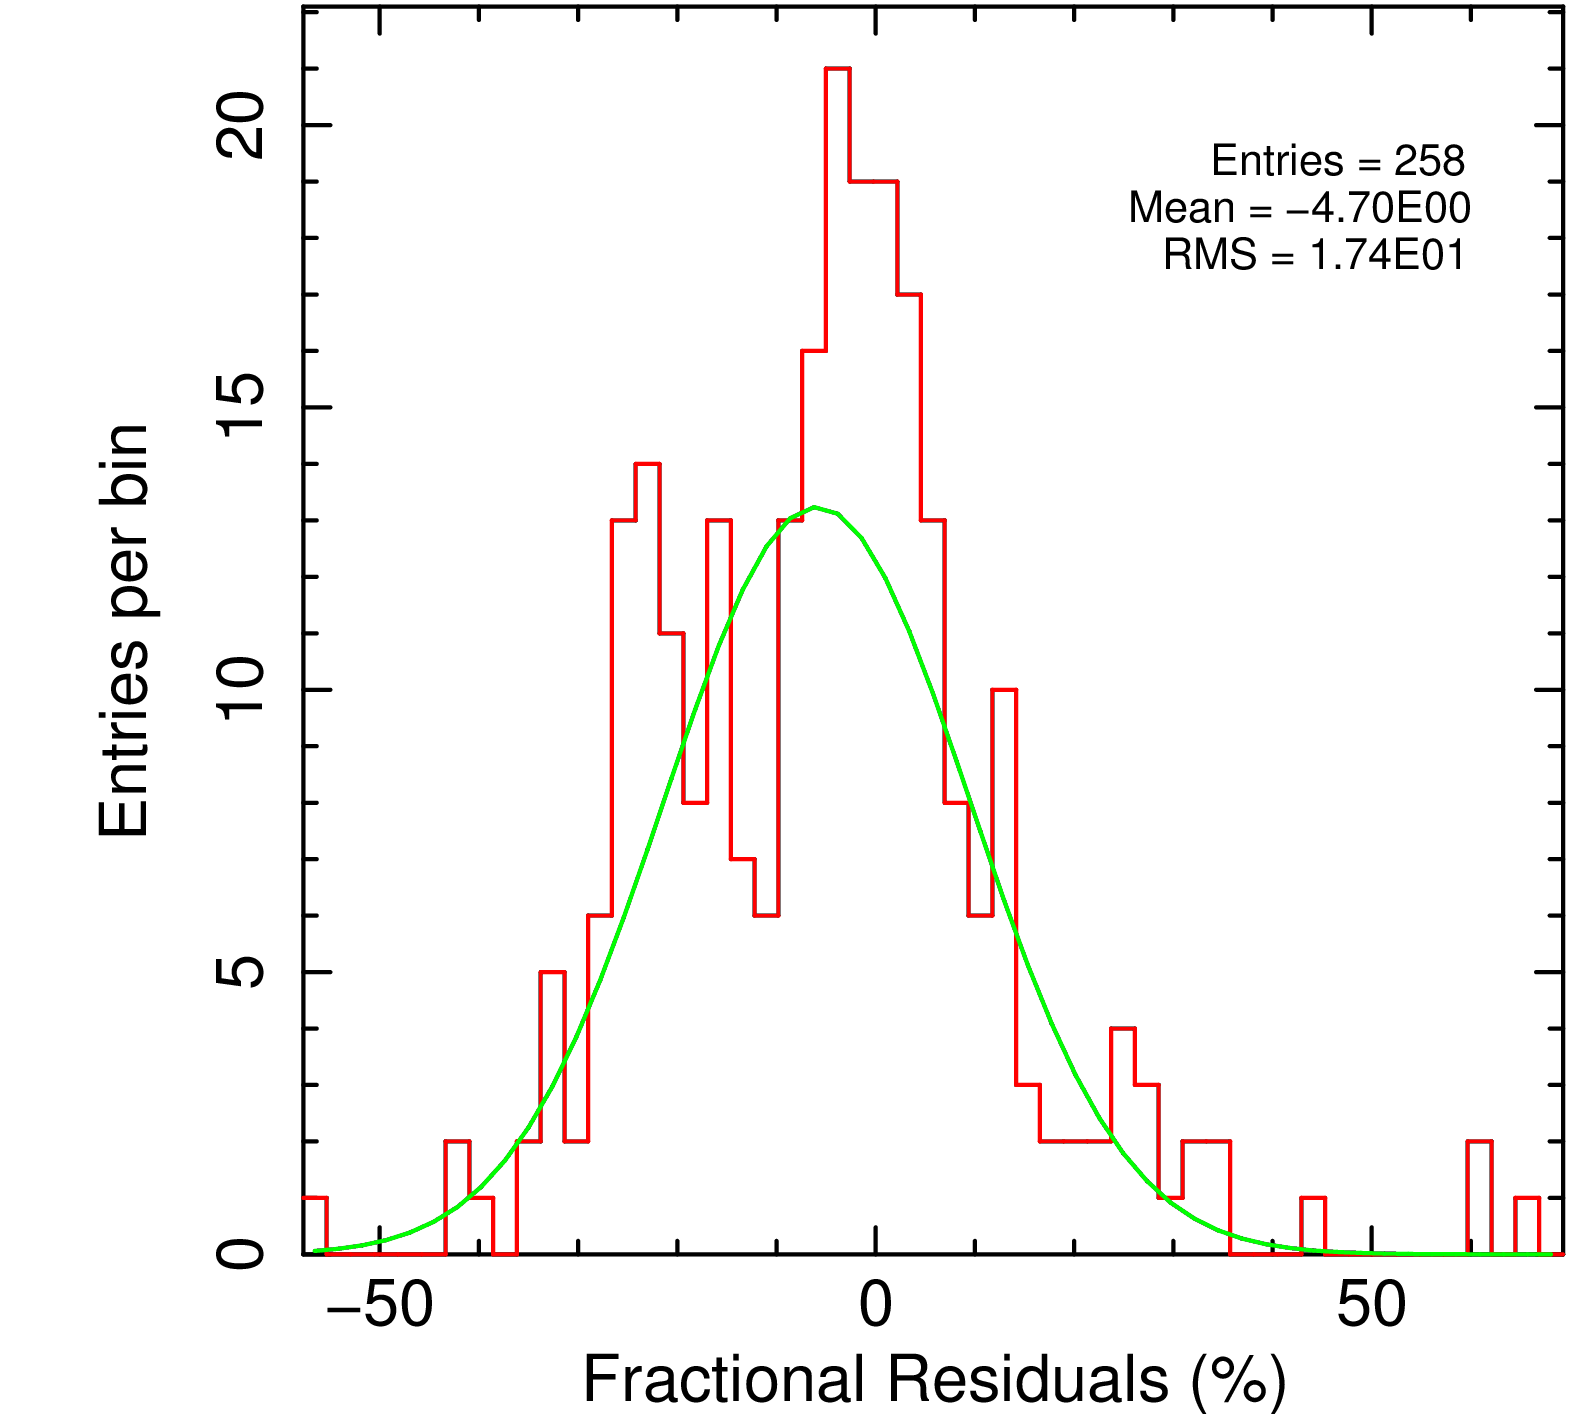 Entries = 258
Mean = −4.70E00
RMS = 1.74E01
20
15
10
5
0
Entries per bin
−50 0 50
Fractional Residuals (%)